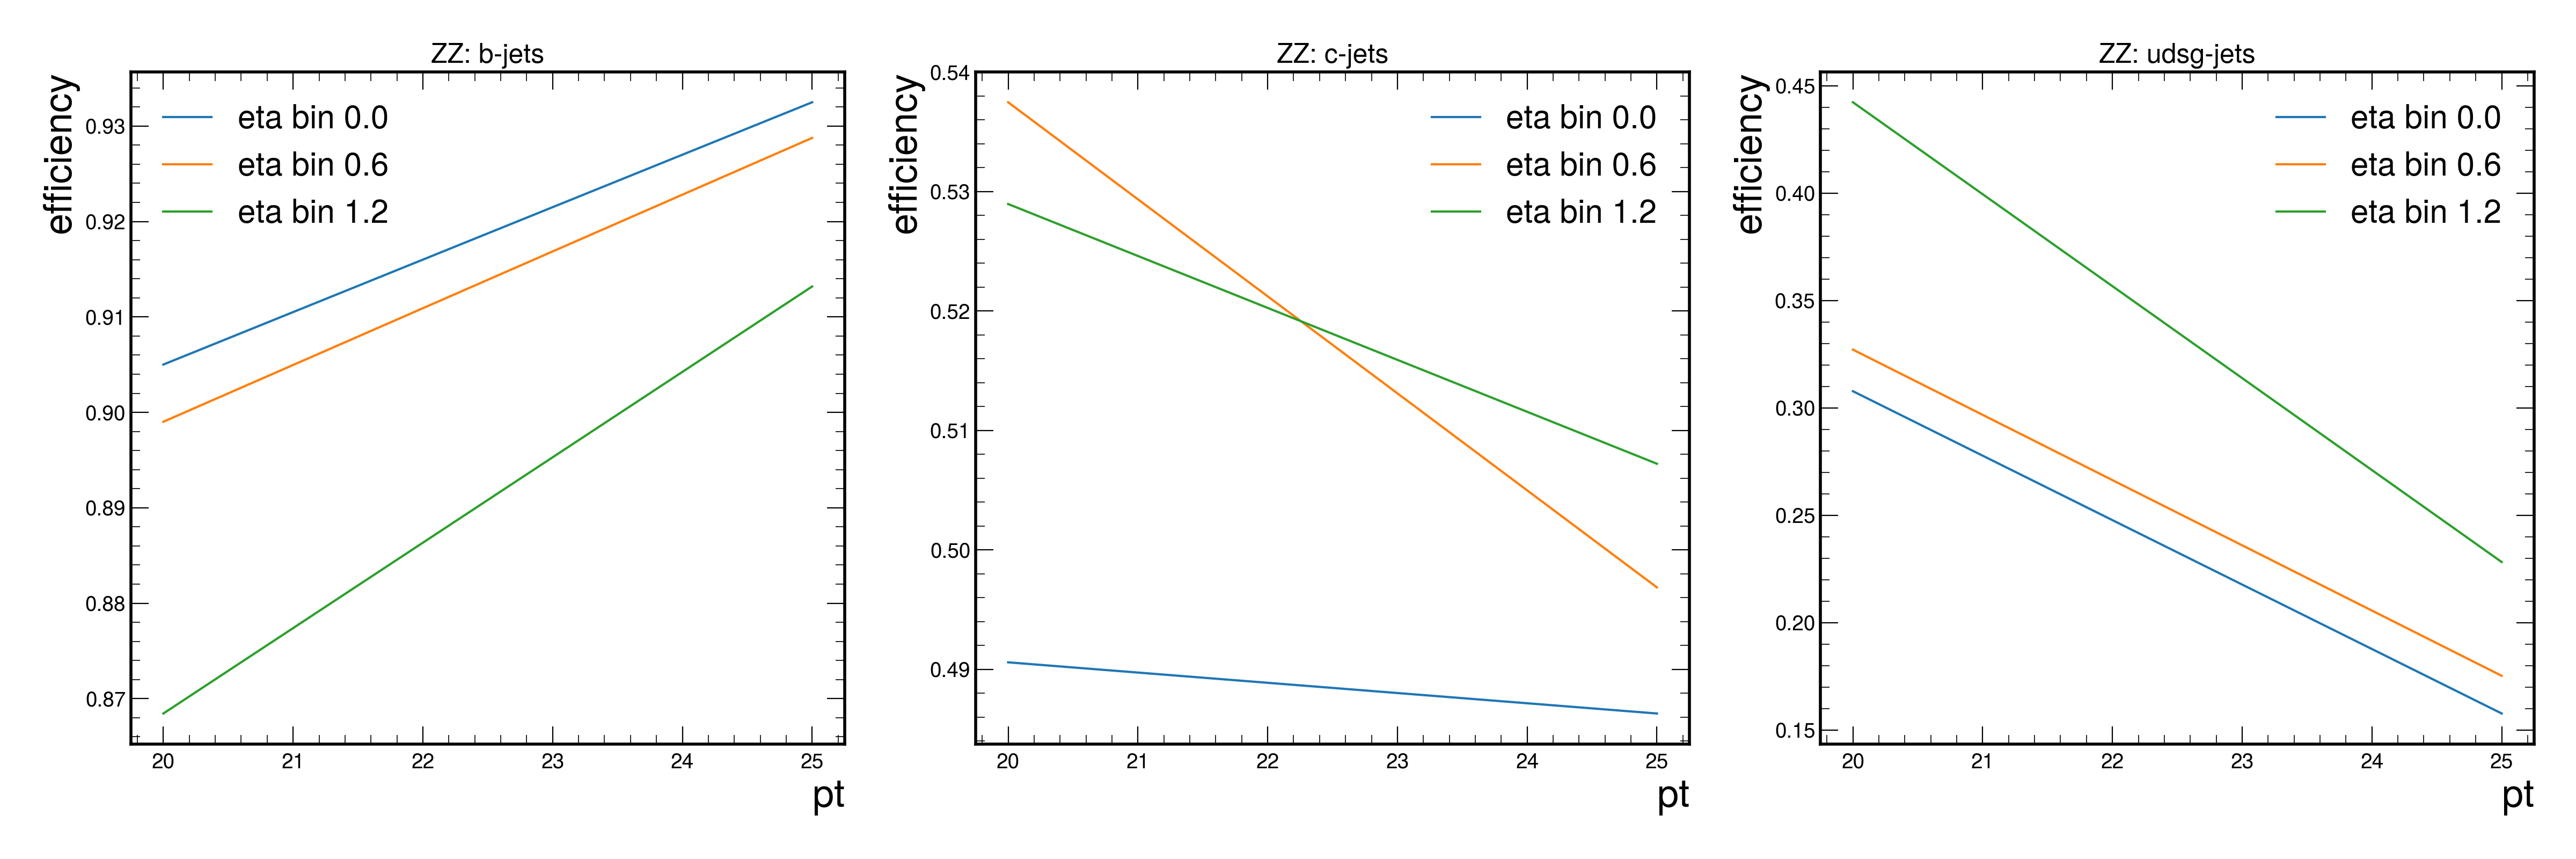 ZZ: b-jets
efficiency
eta bin 0.0
eta bin 0.6
eta bin 1.2
0.93
0.92
0.91
0.90
0.89
0.88
0.87
20 21 22 23 24 25
pt
ZZ: c-jets
efficiency
eta bin 0.0
eta bin 0.6
eta bin 1.2
0.54
0.53
0.52
0.51
0.50
0.49
20 21 22 23 24 25
pt
ZZ: udsg-jets
efficiency
eta bin 0.0
eta bin 0.6
eta bin 1.2
0.45
0.40
0.35
0.30
0.25
0.20
0.15
20 21 22 23 24 25
pt